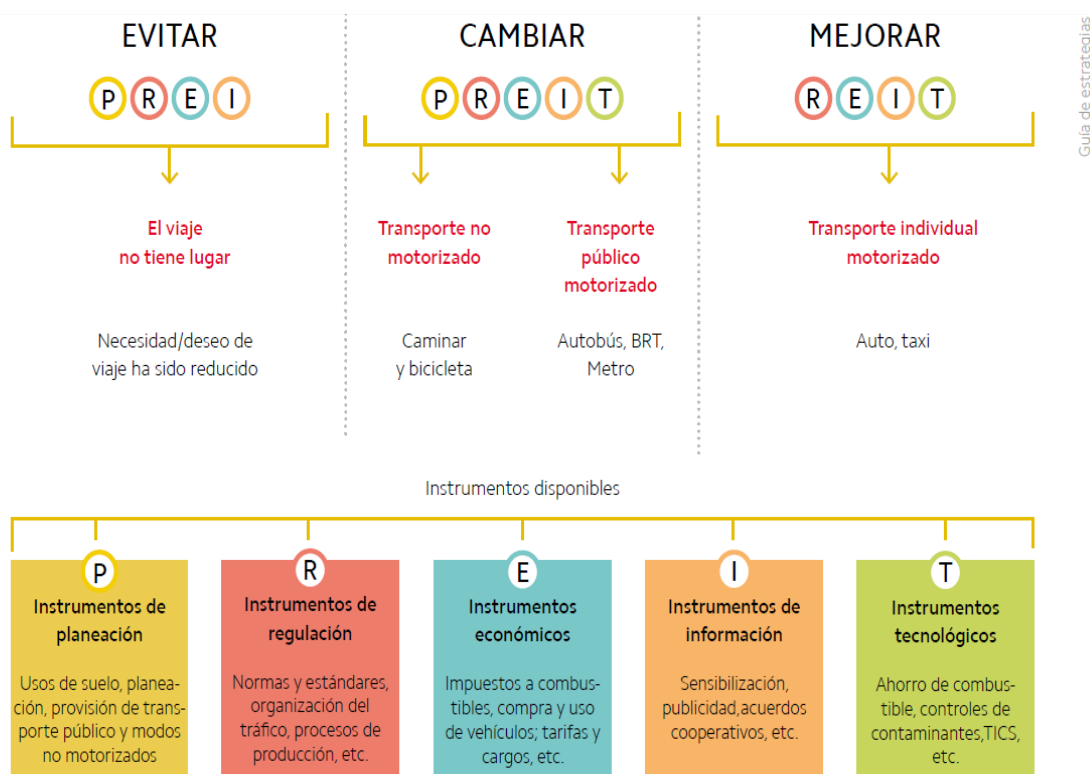 EVITAR
P R E I
El viaje
no tiene lugar
Necesidad/deseo de
viaje ha sido reducido
CAMBIAR
P R E I T
Transporte no
motorizado
Caminar
y bicicleta
Transporte
público
motorizado
Autobús, BRT,
Metro
MEJORAR
R E I T
Transporte individual
motorizado
Auto, taxi
Guía de estrategias
Instrumentos disponibles
P
Instrumentos de
planeación
Usos de suelo, planea-
ción, provisión de trans-
porte público y modos
no motorizados
R
Instrumentos de
regulación
Normas y estándares,
organización del
tráfico, procesos de
producción, etc.
E
Instrumentos
económicos
Impuestos a combus-
tibles, compra y uso
de vehículos; tarifas y
cargos, etc.
I
Instrumentos de
información
Sensibilización,
publicidad,acuerdos
cooperativos, etc.
T
Instrumentos
tecnológicos
Ahorro de combus-
tible, controles de
contaminantes,TICS,
etc.